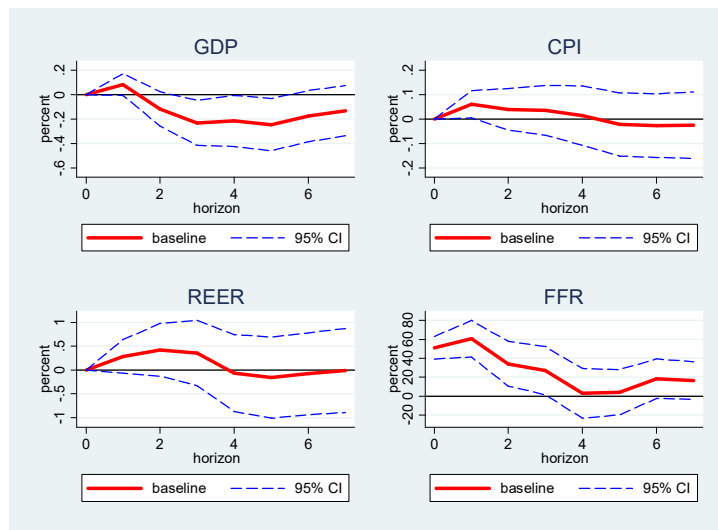 GDP
percent
.2
0
-.2
-.4
-.6
0 2 4 6
horizon
baseline 95% CI
CPI
percent
.2
.1
0
-.1
-.2
0 2 4 6
horizon
baseline 95% CI
REER
percent
1
.5
0
-.5
-1
0 2 4 6
horizon
baseline 95% CI
FFR
percent
80
60
40
20
0
-20
0 2 4 6
horizon
baseline 95% CI